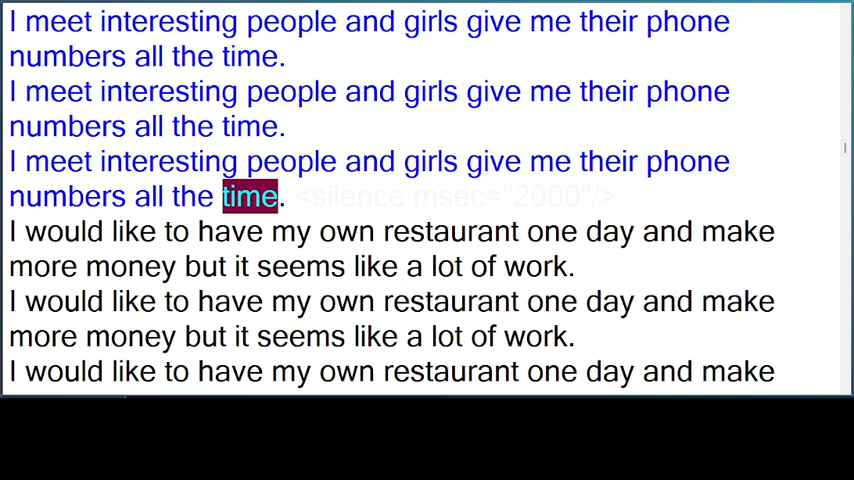 I meet interesting people and girls give me their phone
numbers all the time.
I meet interesting people and girls give me their phone
numbers all the time.
I meet interesting people and girls give me their phone
numbers all the time. <silence msec="2000"/>
I would like to have my own restaurant one day and make
more money but it seems like a lot of work.
I would like to have my own restaurant one day and make
more money but it seems like a lot of work.
I would like to have my own restaurant one day and make